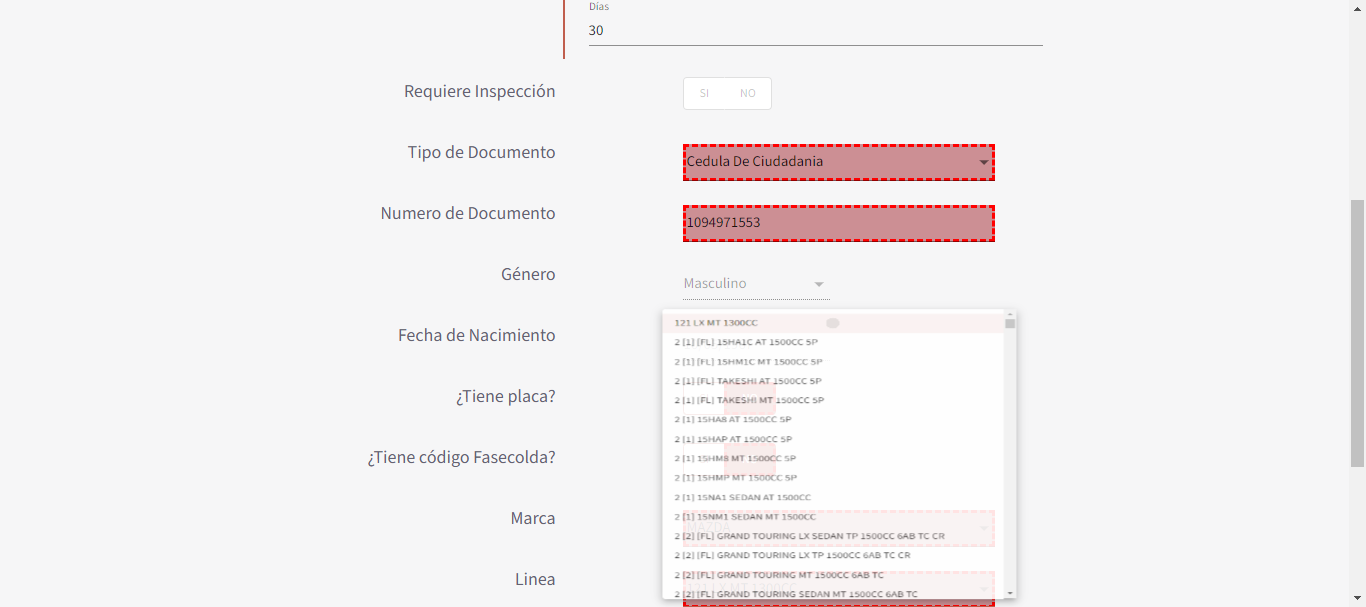 Días
30
Requiere Inspección
SI NO
Tipo de Documento
Cedula De Ciudadania
Numero de Documento
1094971553
Género
Masculino
Fecha de Nacimiento
¿Tiene placa?
¿Tiene código Fasecolda?
Marca
MAZDA
Linea
121 LX MT 1300CC
121 LX MT 1300CC
2 [1] [FL] 15HA1C AT 1500CC 5P
2 [1] [FL] 15HM1C MT 1500CC 5P
2 [1] [FL] TAKESHI AT 1500CC 5P
2 [1] [FL] TAKESHI MT 1500CC 5P
2 [1] 15HA8 AT 1500CC 5P
2 [1] 15HAP AT 1500CC 5P
2 [1] 15HM8 MT 1500CC 5P
2 [1] 15HMP MT 1500CC 5P
2 [1] 15NA1 SEDAN AT 1500CC
2 [1] 15NM1 SEDAN MT 1500CC
2 [2] [FL] GRAND TOURING LX SEDAN TP 1500CC 6AB TC CR
2 [2] [FL] GRAND TOURING LX TP 1500CC 6AB TC CR
2 [2] [FL] GRAND TOURING MT 1500CC 6AB TC
2 [2] [FL] GRAND TOURING SEDAN MT 1500CC 6AB TC